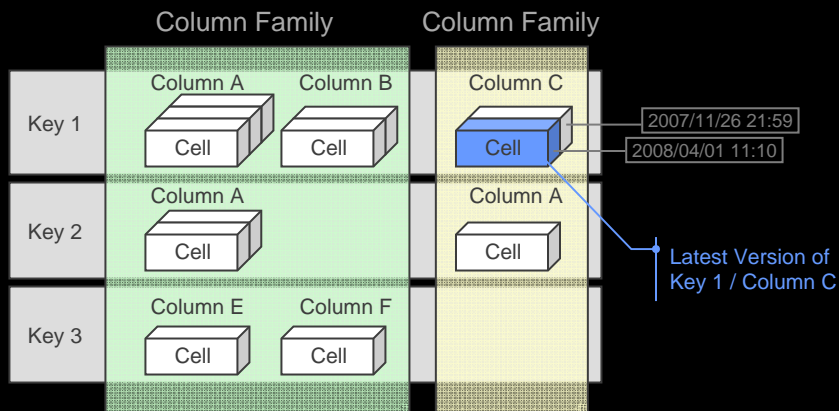 Column Family
Column Family
Column A
Column B
Column C
Key 1
Cell
Cell
Cell
2007/11/26 21:59
2008/04/01 11:10
Column A
Column A
Key 2
Cell
Cell
Latest Version of
Key 1 / Column C
Column E
Column F
Key 3
Cell
Cell